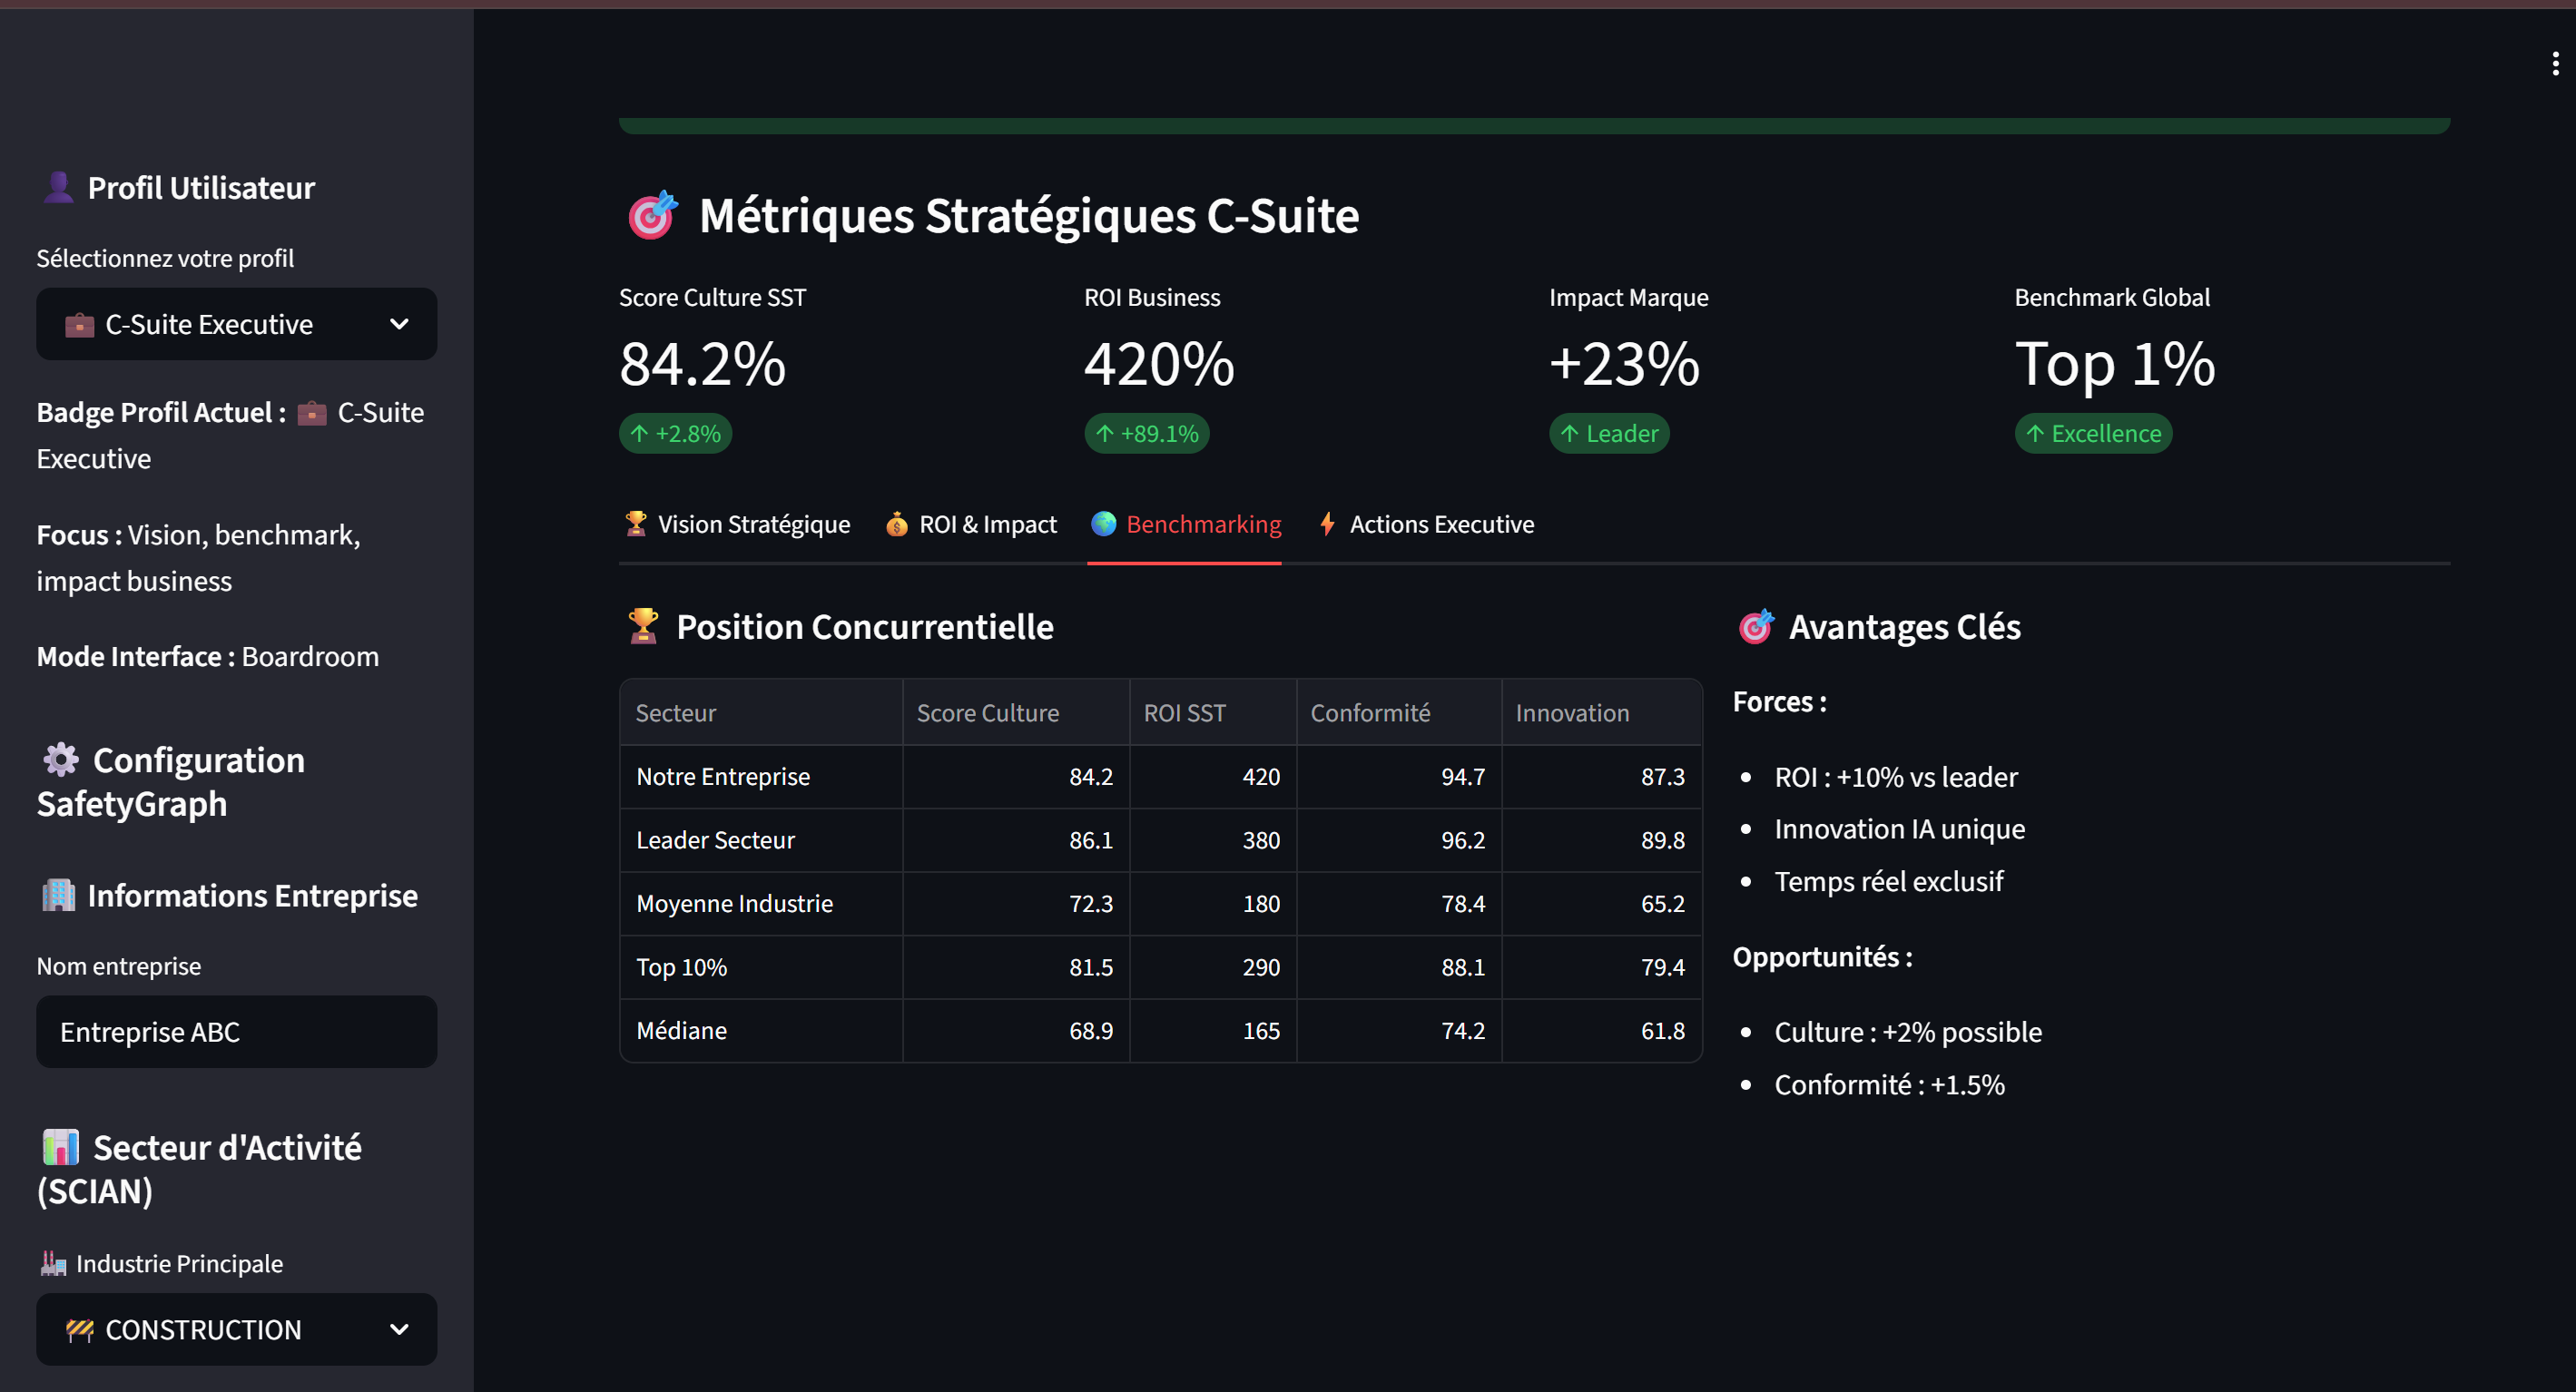 Profil Utilisateur
Sélectionnez votre profil
C-Suite Executive
Badge Profil Actuel : C-Suite
Executive
Focus : Vision, benchmark,
impact business
Mode Interface : Boardroom
Configuration
SafetyGraph
Informations Entreprise
Nom entreprise
Entreprise ABC
Secteur d'Activité
(SCIAN)
Industrie Principale
CONSTRUCTION
Métriques Stratégiques C-Suite
Score Culture SST
84.2%
↑ +2.8%
ROI Business
420%
↑ +89.1%
Impact Marque
+23%
↑ Leader
Benchmark Global
Top 1%
↑ Excellence
Vision Stratégique ROI & Impact Benchmarking Actions Executive
Position Concurrentielle
Secteur Score Culture ROI SST Conformité Innovation
Notre Entreprise 84.2 420 94.7 87.3
Leader Secteur 86.1 380 96.2 89.8
Moyenne Industrie 72.3 180 78.4 65.2
Top 10% 81.5 290 88.1 79.4
Médiane 68.9 165 74.2 61.8
Avantages Clés
Forces :
• ROI : +10% vs leader
• Innovation IA unique
• Temps réel exclusif
Opportunités :
• Culture : +2% possible
• Conformité : +1.5%